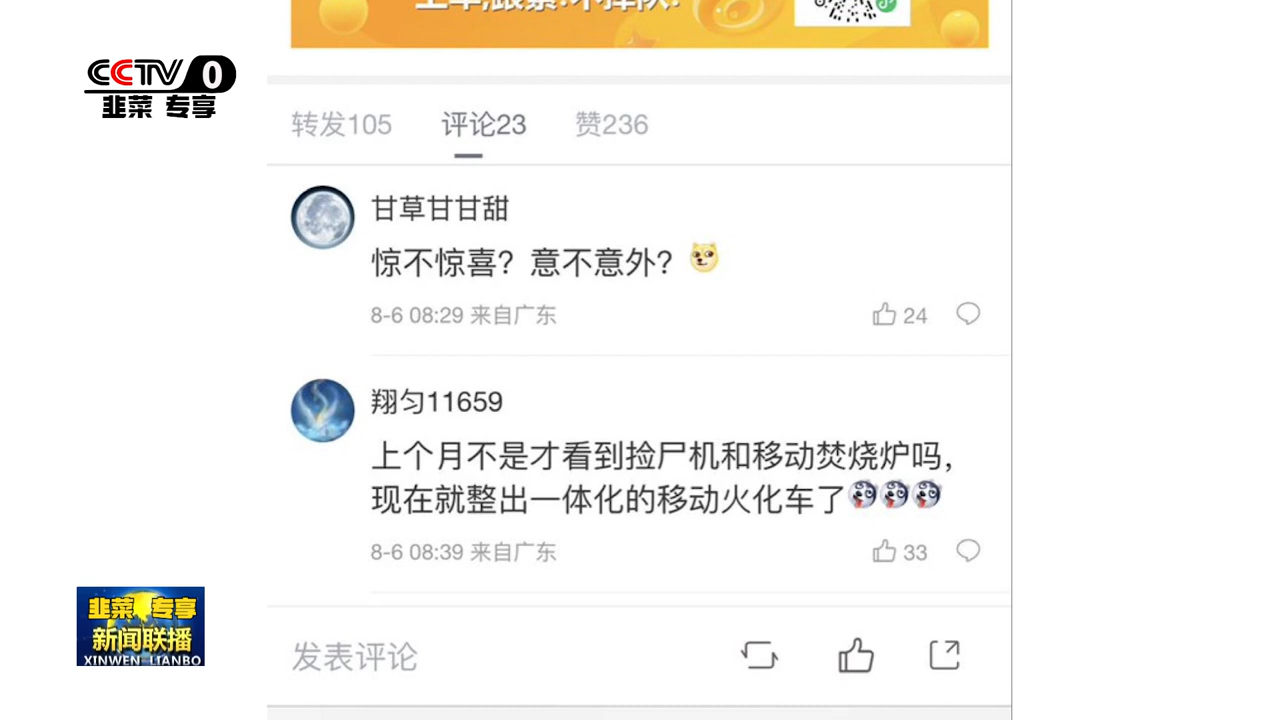 CCTV 0
韭菜 专享
转发105 评论23 赞236
甘草甘甘甜
惊不惊喜？意不意外？
8-6 08:29 来自广东
24
翔匀11659
上个月不是才看到捡尸机和移动焚烧炉吗，
现在就整出一体化的移动火化车了
8-6 08:39 来自广东
33
韭菜 专享
新闻联播
XINWEN LIANBO
发表评论